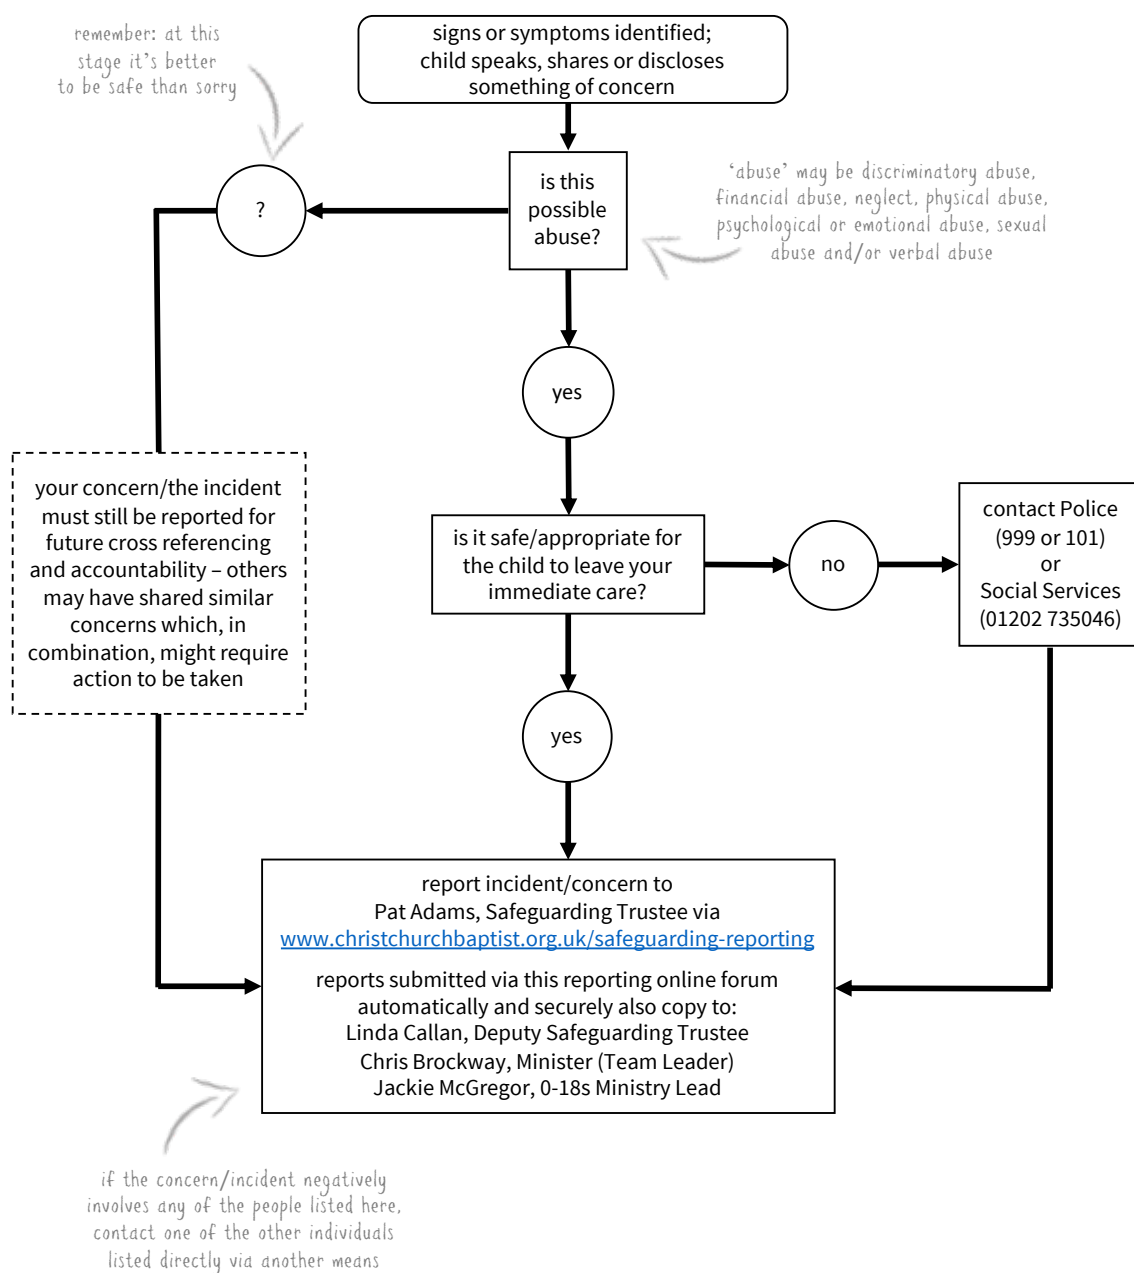 signs or symptoms identified;
child speaks, shares or discloses
something of concern
remember: at this
stage it's better
to be safe than sorry
is this
possible
abuse?
?
'abuse' may be discriminatory abuse,
financial abuse, neglect, physical abuse,
psychological or emotional abuse, sexual
abuse and/or verbal abuse
yes
your concern/the incident
must still be reported for
future cross referencing
and accountability – others
may have shared similar
concerns which, in
combination, might require
action to be taken
is it safe/appropriate for
the child to leave your
immediate care?
no
contact Police
(999 or 101)
or
Social Services
(01202 735046)
yes
report incident/concern to
Pat Adams, Safeguarding Trustee via
www.christchurchbaptist.org.uk/safeguarding-reporting
reports submitted via this reporting online forum
automatically and securely also copy to:
Linda Callan, Deputy Safeguarding Trustee
Chris Brockway, Minister (Team Leader)
Jackie McGregor, 0-18s Ministry Lead
if the concern/incident negatively
involves any of the people listed here,
contact one of the other individuals
listed directly via another means